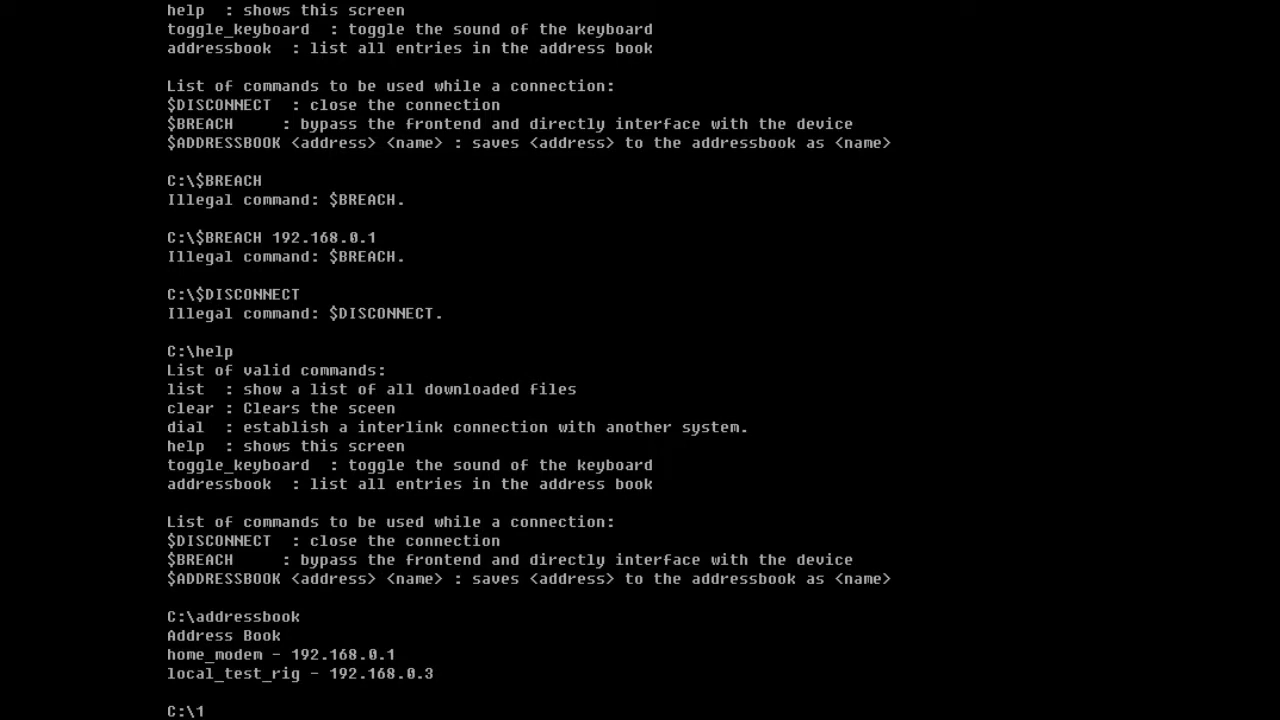 help  : shows this screen
toggle_keyboard  : toggle the sound of the keyboard
addressbook  : list all entries in the address book
List of commands to be used while a connection:
$DISCONNECT  : close the connection
$BREACH     : bypass the frontend and directly interface with the device
$ADDRESSBOOK <address> <name> : saves <address> to the addressbook as <name>
C:\$BREACH
Illegal command: $BREACH.
C:\$BREACH 192.168.0.1
Illegal command: $BREACH.
C:\$DISCONNECT
Illegal command: $DISCONNECT.
C:\help
List of valid commands:
list  : show a list of all downloaded files
clear : Clears the sceen
dial  : establish a interlink connection with another system.
help  : shows this screen
toggle_keyboard  : toggle the sound of the keyboard
addressbook  : list all entries in the address book
List of commands to be used while a connection:
$DISCONNECT  : close the connection
$BREACH     : bypass the frontend and directly interface with the device
$ADDRESSBOOK <address> <name> : saves <address> to the addressbook as <name>
C:\addressbook
Address Book
home_modem - 192.168.0.1
local_test_rig - 192.168.0.3
C:\1